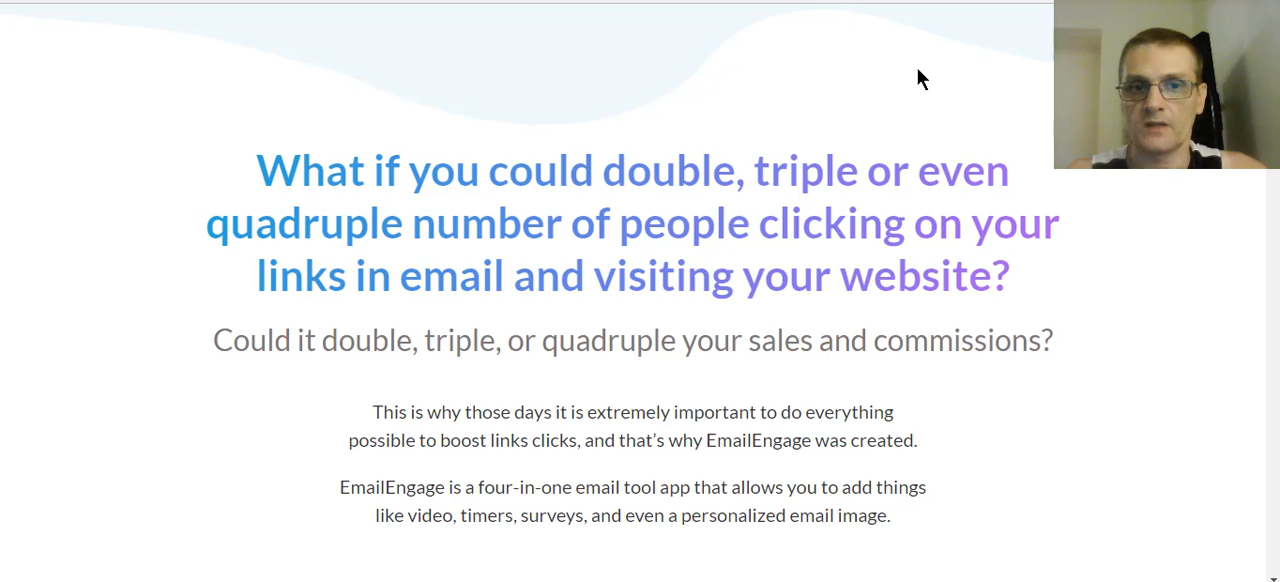 What if you could double, triple or even
quadruple number of people clicking on your
links in email and visiting your website?
Could it double, triple, or quadruple your sales and commissions?
This is why those days it is extremely important to do everything
possible to boost links clicks, and that's why EmailEngage was created.
EmailEngage is a four-in-one email tool app that allows you to add things
like video, timers, surveys, and even a personalized email image.